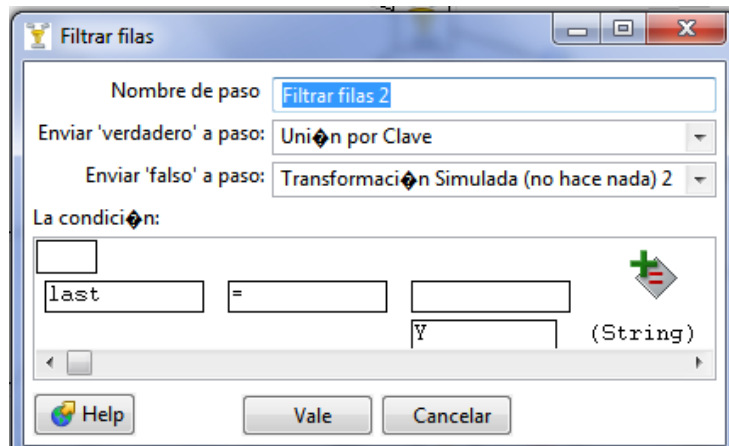 Filtrar filas
Nombre de paso Filtrar filas 2
Enviar 'verdadero' a paso: Uni�n por Clave
Enviar 'falso' a paso: Transformaci�n Simulada (no hace nada) 2
La condici�n:
last =
Y (String)
Help Vale Cancelar